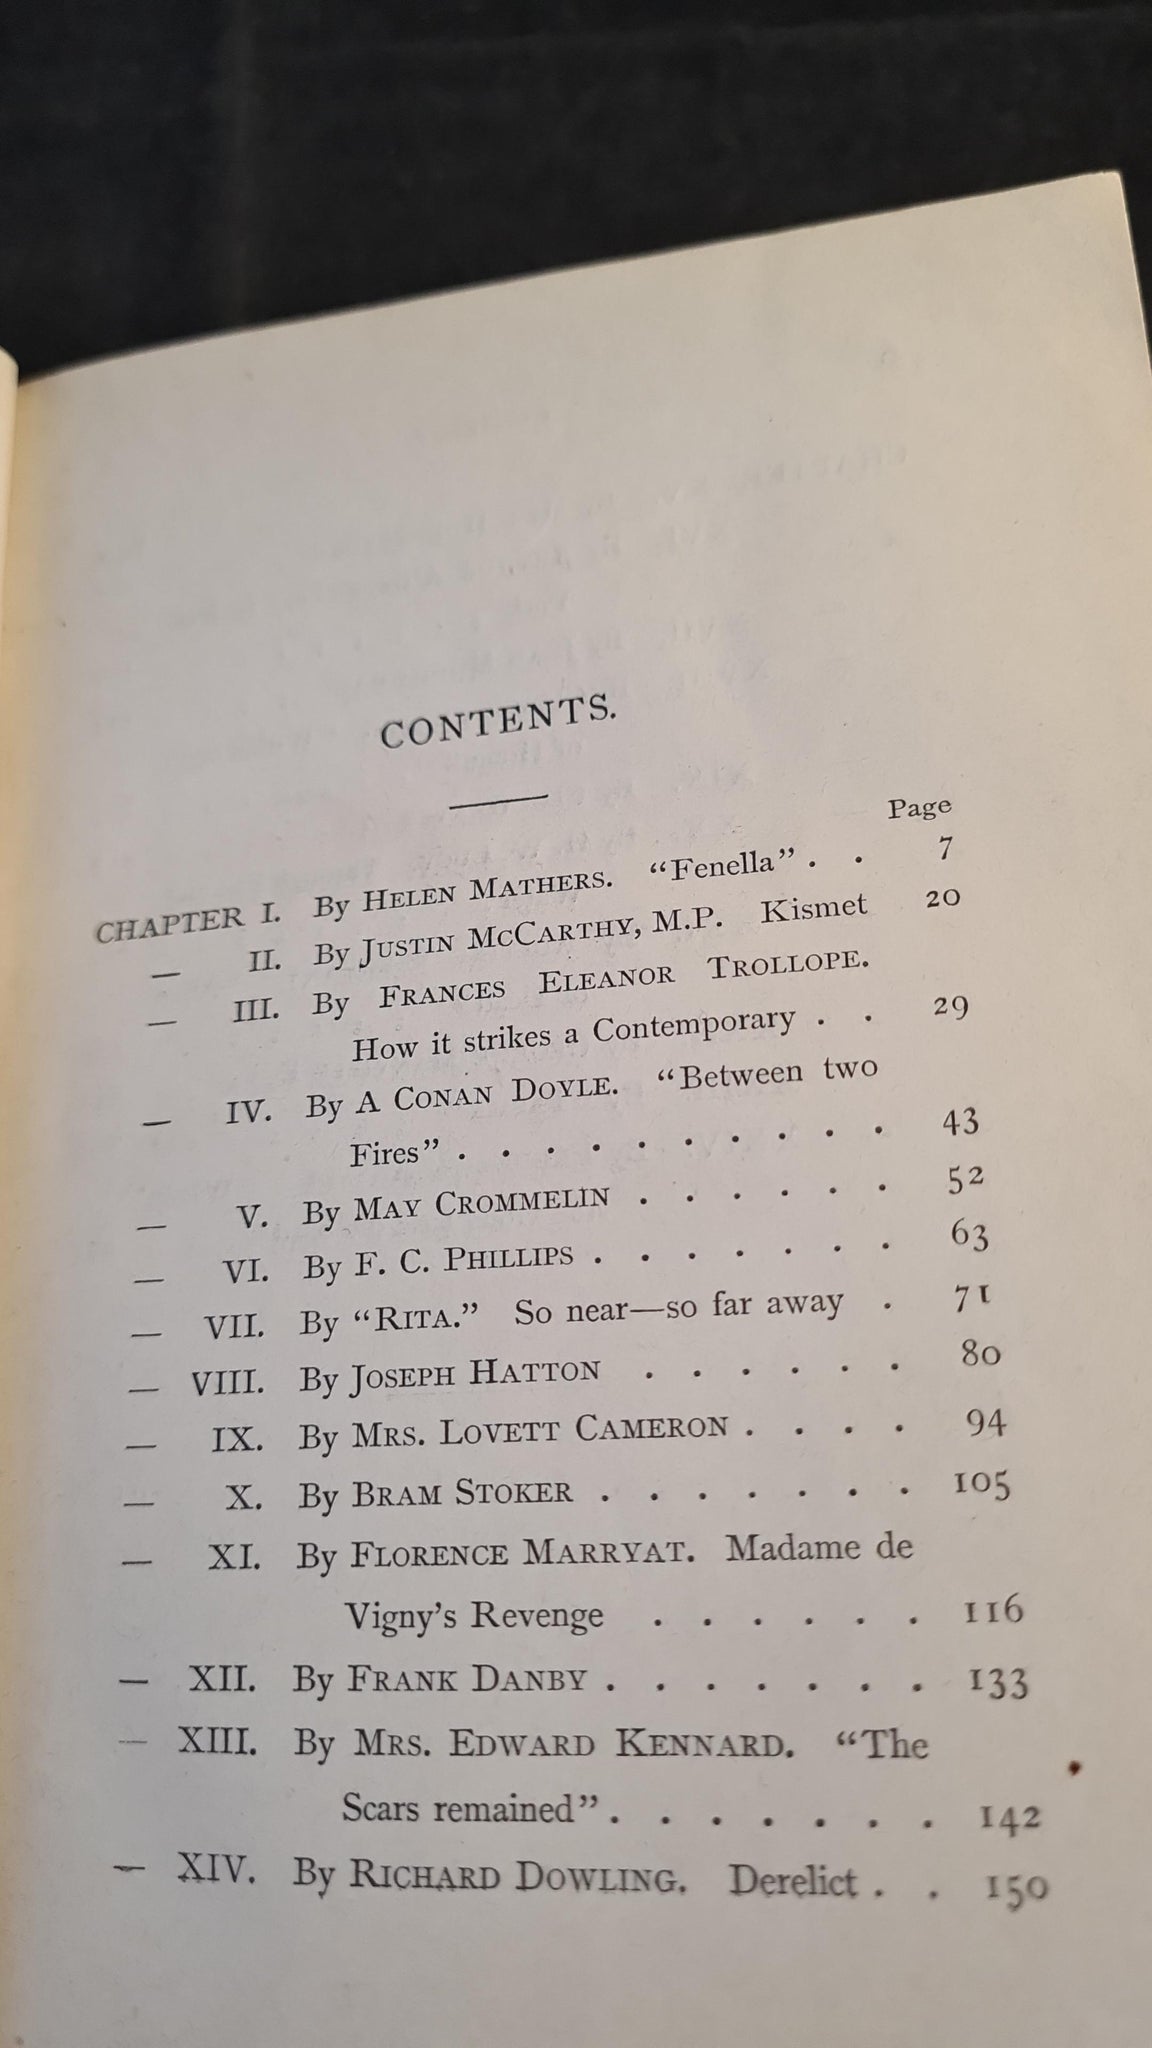 CONTENTS.
Page
CHAPTER I. By HELEN MATHERS. “Fenella” . . 7
— II. By JUSTIN MCCARTHY, M.P. Kismet 20
— III. By FRANCES ELEANOR TROLLOPE.
How it strikes a Contemporary . . 29
— IV. By A CONAN DOYLE. “Between two
Fires” . . . . . . . . . . 43
— V. By MAY CROMMELIN . . . . . . 52
— VI. By F. C. PHILLIPS . . . . . . . 63
— VII. By “RITA.” So near—so far away . 71
— VIII. By JOSEPH HATTON . . . . . . 80
— IX. By MRS. LOVETT CAMERON . . . . 94
— X. By BRAM STOKER . . . . . . . 105
— XI. By FLORENCE MARRYAT. Madame de
Vigny’s Revenge . . . . . . 116
— XII. By FRANK DANBY . . . . . . . 133
— XIII. By MRS. EDWARD KENNARD. “The
Scars remained” . . . . . . . 142
— XIV. By RICHARD DOWLING. Derelict . . 150